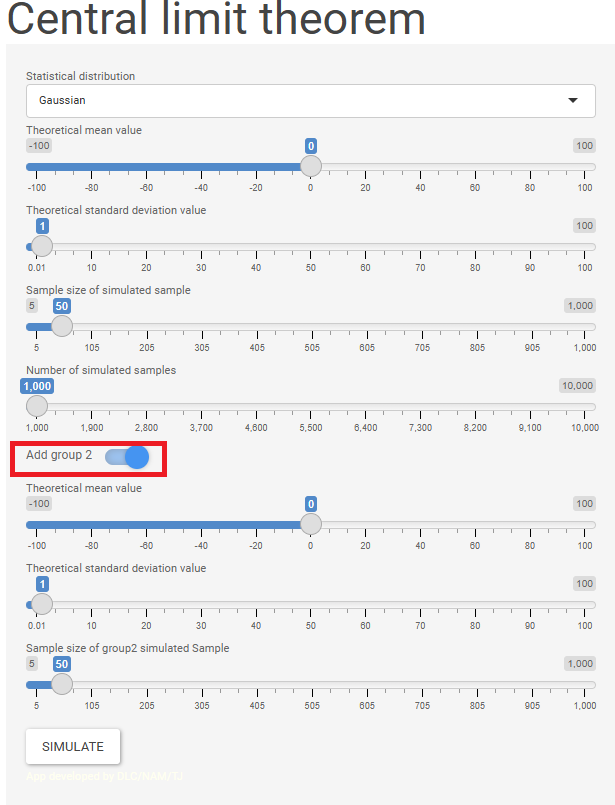 Central limit theorem
Statistical distribution
Gaussian
Theoretical mean value
-100 0 100
-100 -80 -60 -40 -20 0 20 40 60 80 100
Theoretical standard deviation value
1 100
0.01 10 20 30 40 50 60 70 80 90 100
Sample size of simulated sample
5 50 1,000
5 105 205 305 405 505 605 705 805 905 1,000
Number of simulated samples
1,000 10,000
1,000 1,900 2,800 3,700 4,600 5,500 6,400 7,300 8,200 9,100 10,000
Add group 2
Theoretical mean value
-100 0 100
-100 -80 -60 -40 -20 0 20 40 60 80 100
Theoretical standard deviation value
1 100
0.01 10 20 30 40 50 60 70 80 90 100
Sample size of group2 simulated Sample
5 50 1,000
5 105 205 305 405 505 605 705 805 905 1,000
SIMULATE
App developed by